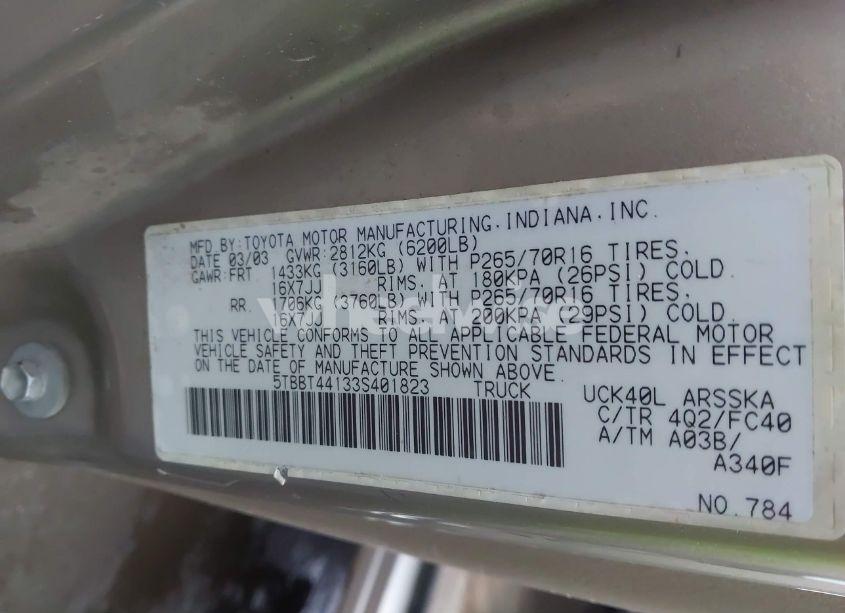 MFD BY:TOYOTA MOTOR MANUFACTURING,INDIANA,INC.
DATE 03/03 GVWR:2812KG (6200LB)
GAWR:FRT 1433KG (3160LB) WITH P265/70R16 TIRES.
16X7JJ RIMS. AT 180KPA (26PSI) COLD.
RR 1706KG (3760LB) WITH P265/70R16 TIRES.
16X7JJ RIMS. AT 200KPA (29PSI) COLD.
THIS VEHICLE CONFORMS TO ALL APPLICABLE FEDERAL MOTOR
VEHICLE SAFETY AND THEFT PREVENTION STANDARDS IN EFFECT
ON THE DATE OF MANUFACTURE SHOWN ABOVE.
5TBBT44133S401823 TRUCK
UCK40L ARSSKA
C/TR 4Q2/FC40
A/TM A03B/
A340F
NO.784